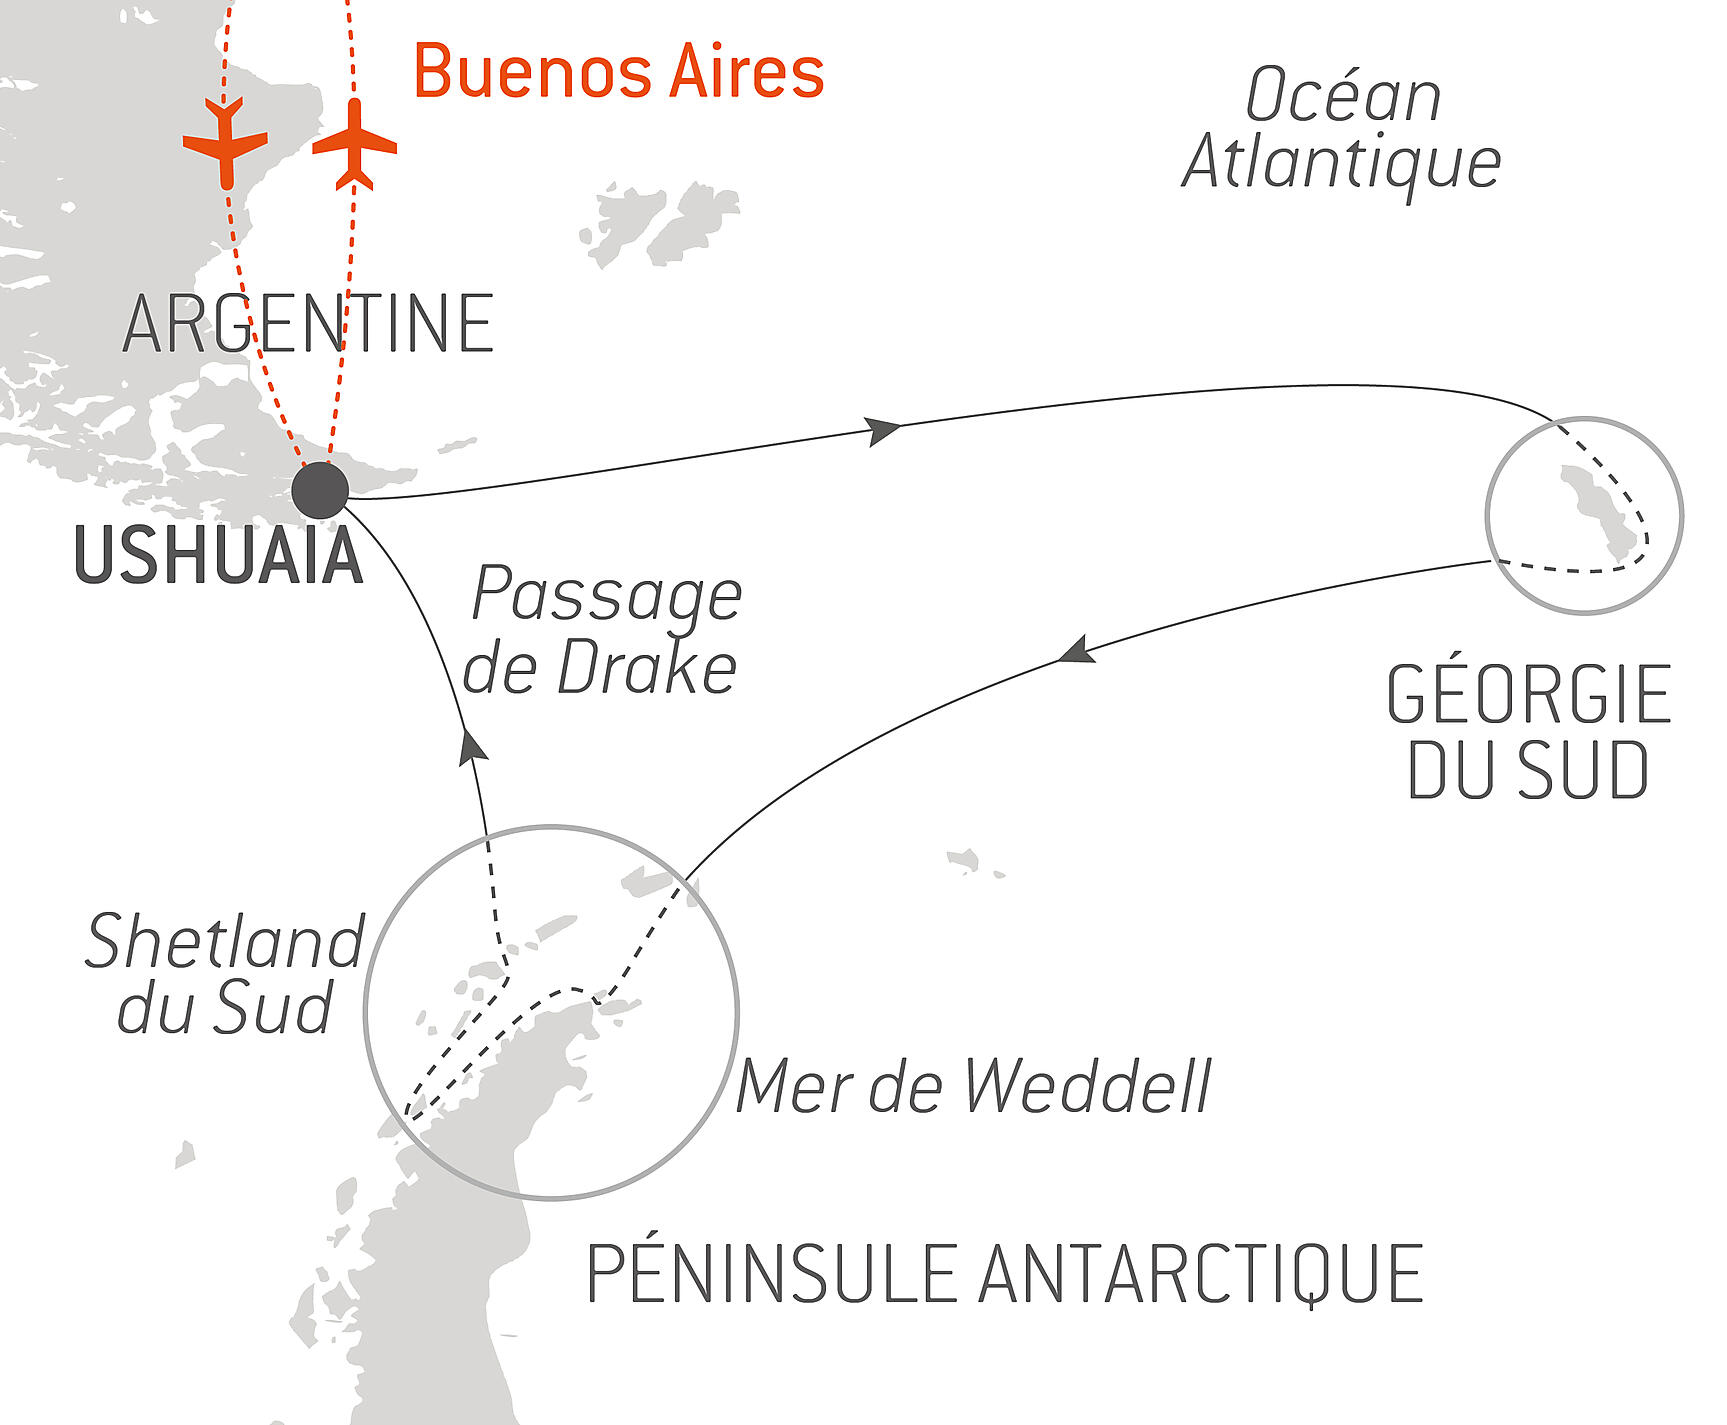 Buenos Aires
Océan
Atlantique
ARGENTINE
USHUAIA
Passage
de Drake
GÉORGIE
DU SUD
Shetland
du Sud
Mer de Weddell
PÉNINSULE ANTARCTIQUE